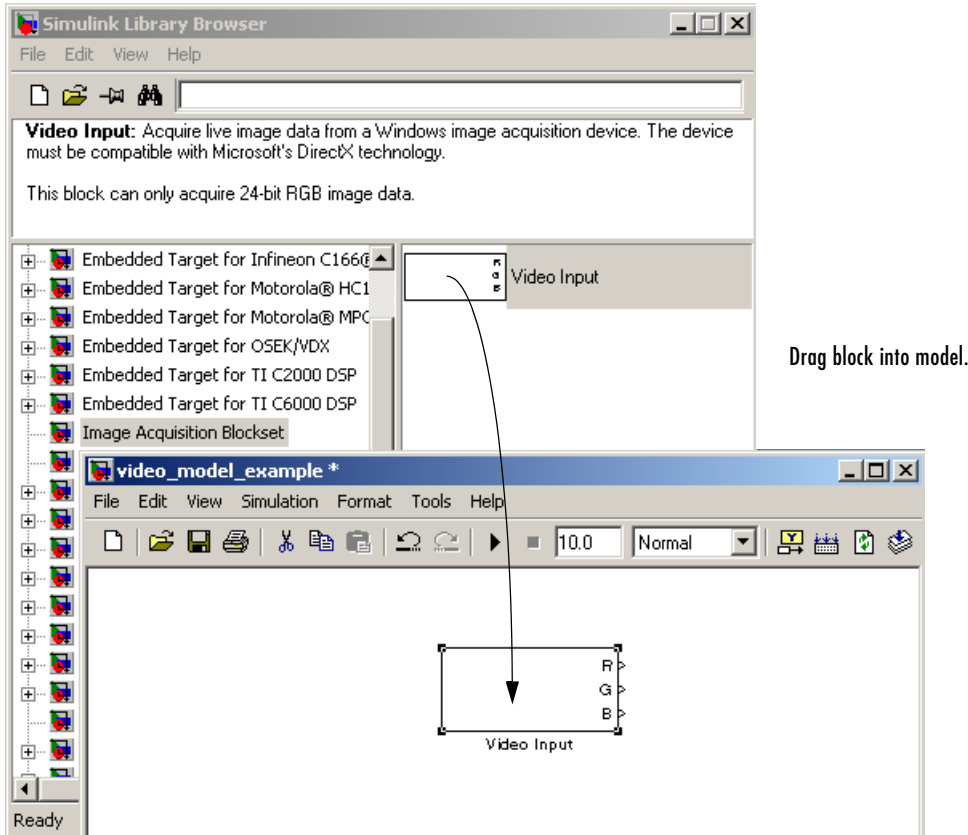 Simulink Library Browser
File Edit View Help
Video Input: Acquire live image data from a Windows image acquisition device. The device
must be compatible with Microsoft's DirectX technology.
This block can only acquire 24-bit RGB image data.
Embedded Target for Infineon C166®
Embedded Target for Motorola® HC1
Embedded Target for Motorola® MPC
Embedded Target for OSEK/VDX
Embedded Target for TI C2000 DSP
Embedded Target for TI C6000 DSP
Image Acquisition Blockset
R
G
B
Video Input
Drag block into model.
video_model_example *
File Edit View Simulation Format Tools Help
10.0 Normal
R
G
B
Video Input
Ready